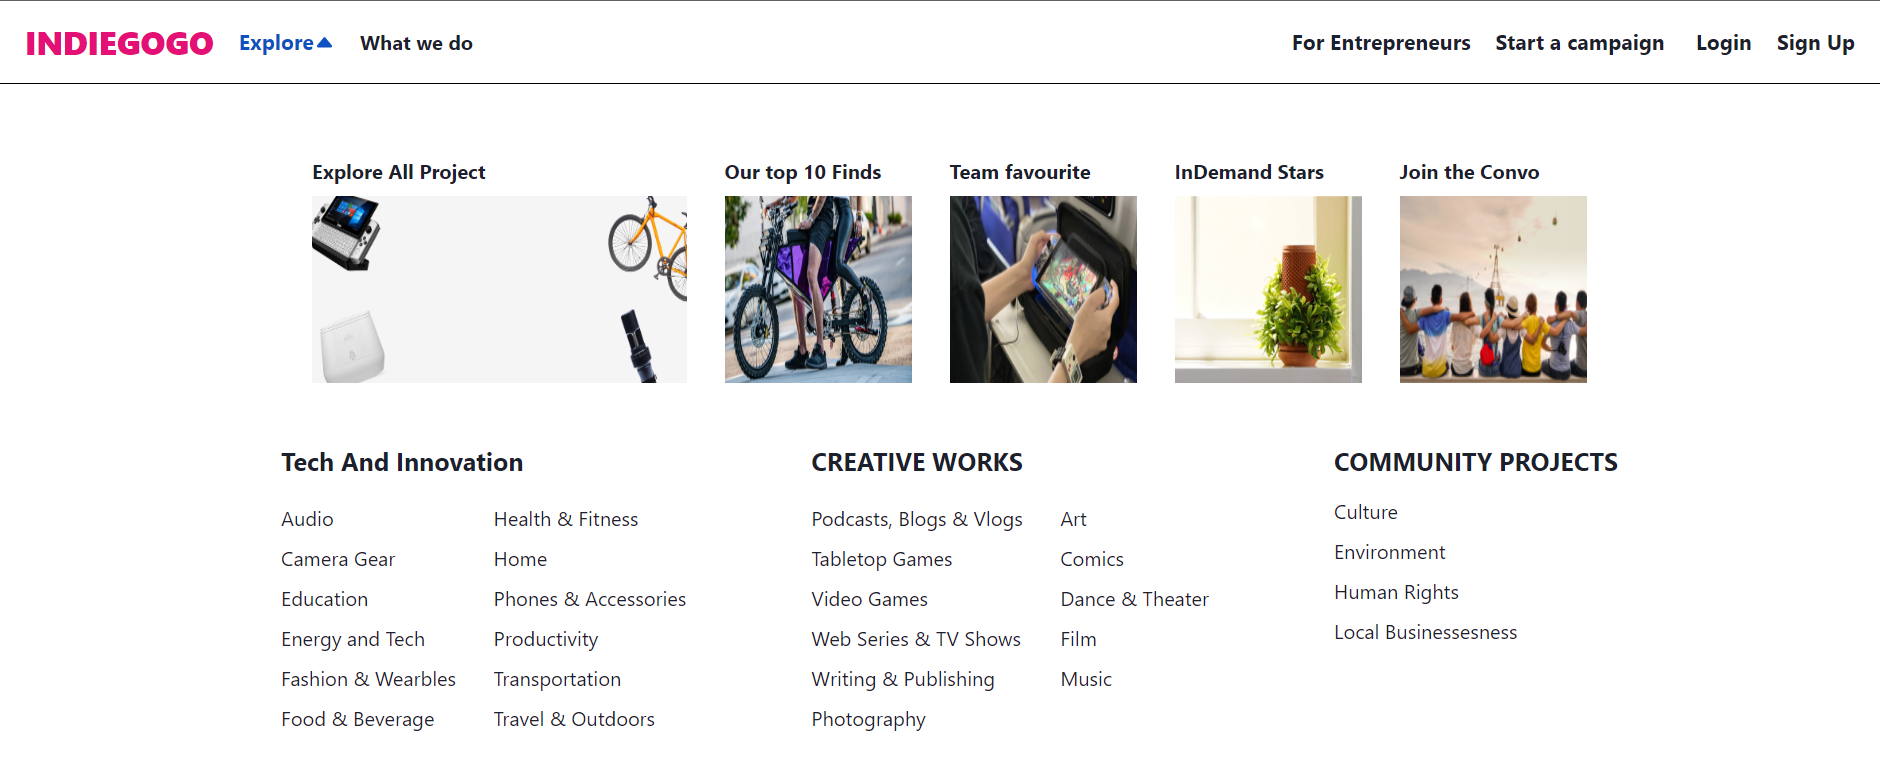 INDIEGOGO Explore What we do For Entrepreneurs Start a campaign Login Sign Up
Explore All Project
Our top 10 Finds
Team favourite
InDemand Stars
Join the Convo
Tech And Innovation
Audio
Camera Gear
Education
Energy and Tech
Fashion & Wearbles
Food & Beverage
Health & Fitness
Home
Phones & Accessories
Productivity
Transportation
Travel & Outdoors
CREATIVE WORKS
Podcasts, Blogs & Vlogs
Tabletop Games
Video Games
Web Series & TV Shows
Writing & Publishing
Photography
Art
Comics
Dance & Theater
Film
Music
COMMUNITY PROJECTS
Culture
Environment
Human Rights
Local Businessesness